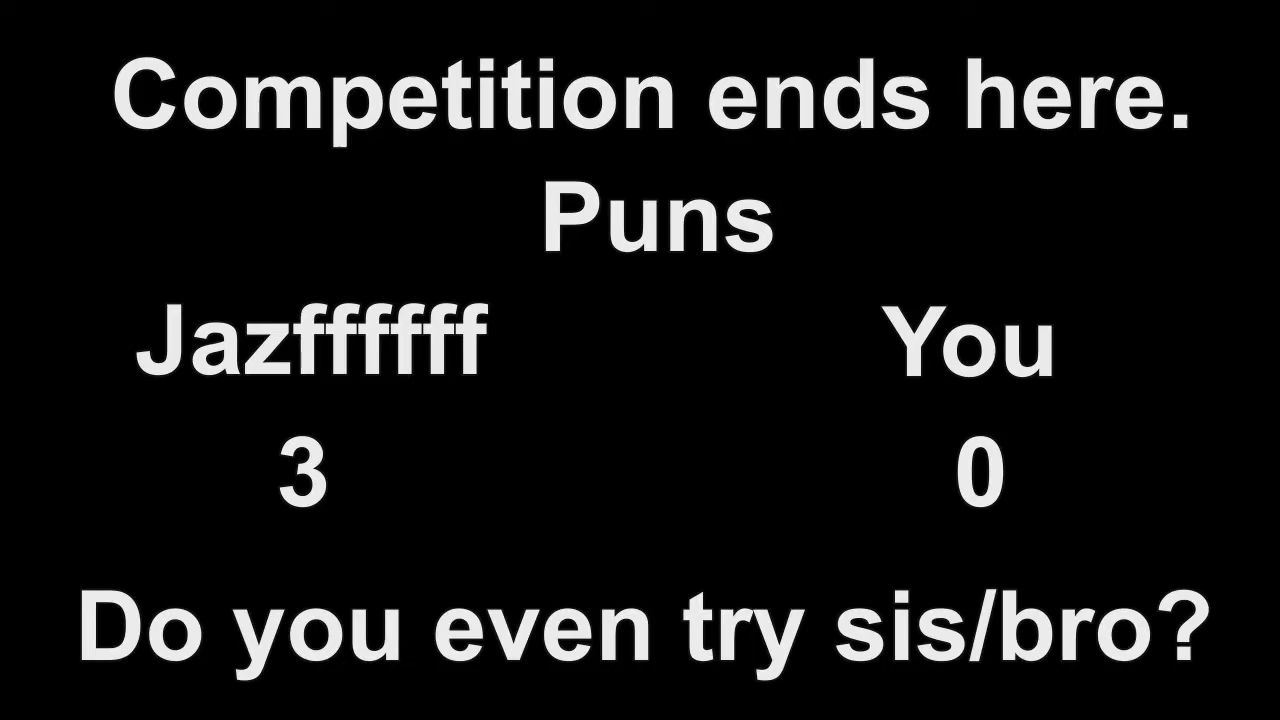 Competition ends here.
Puns
Jazffffff You
3 0
Do you even try sis/bro?